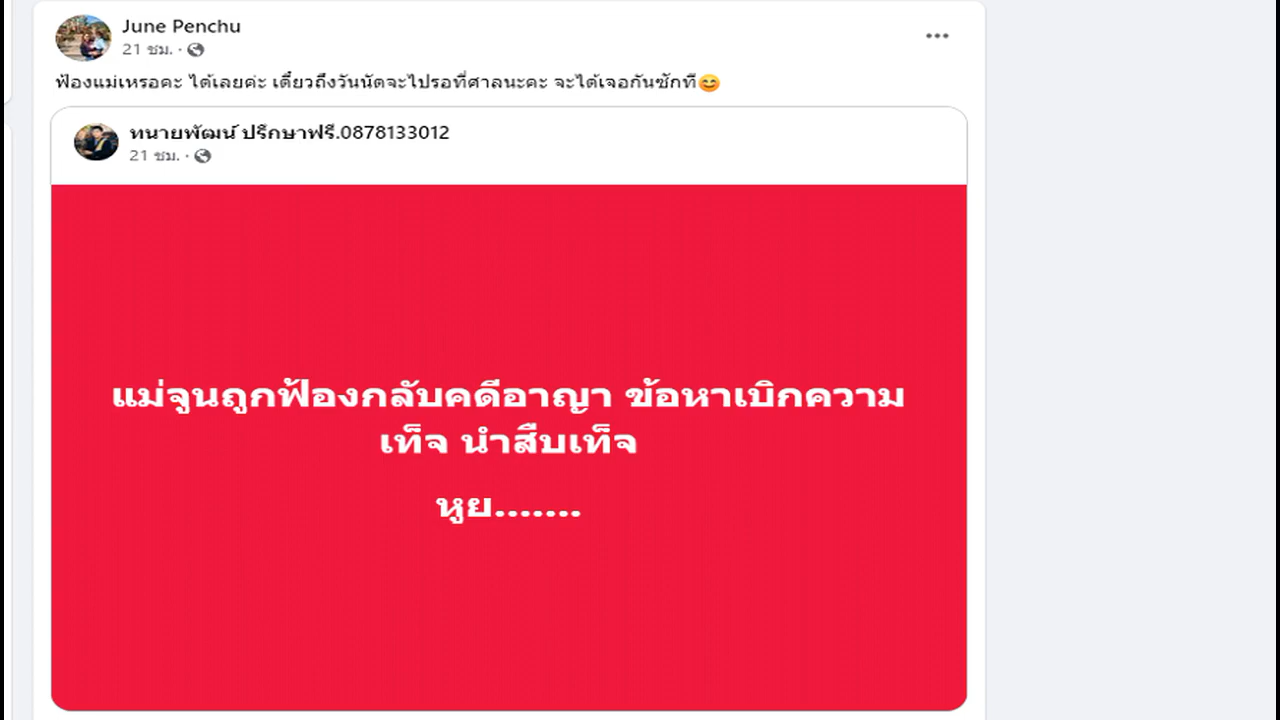 June Penchu
21 ชม. ·
ฟ้องแม่เหรอคะ ได้เลยค่ะ เดี๋ยวถึงวันนัดจะไปรอที่ศาลนะคะ จะได้เจอกันซักที😊
ทนายพัฒน์ ปรึกษาฟรี.0878133012
21 ชม. ·
แม่จูนถูกฟ้องกลับคดีอาญา ข้อหาเบิกความ
เท็จ นำสืบเท็จ
หูย.......